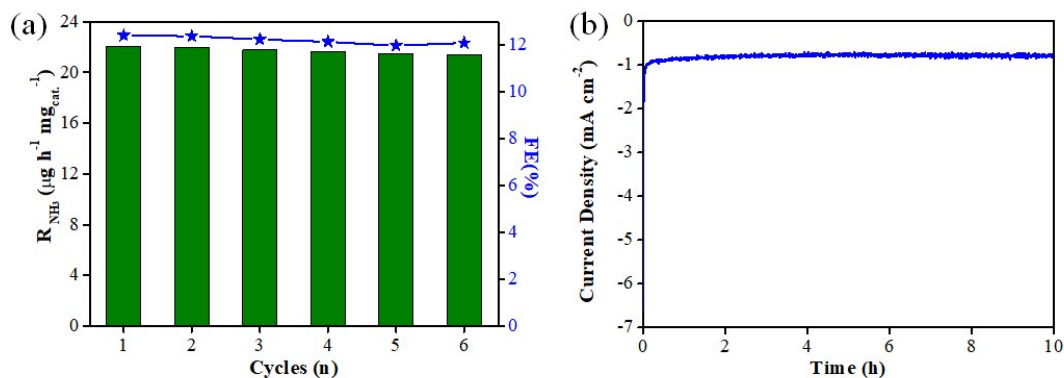 (a)
24
20
16
12
8
4
0
R_NH₃ (μg h⁻¹ mg_cat.⁻¹)
1 2 3 4 5 6
Cycles (n)
12
10
8
6
4
2
0
FE(%)
(b)
0
-1
-2
-3
-4
-5
-6
-7
Current Density (mA cm⁻²)
0 2 4 6 8 10
Time (h)